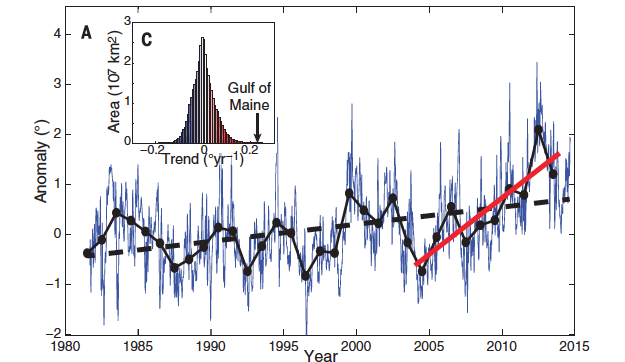 A
C
Area (10⁷ km²)
3
2
1
0
Gulf of
Maine
−0.2
0
0.2
Trend (°yr⁻¹)
Anomaly (°)
4
3
2
1
0
−1
−2
1980
1985
1990
1995
2000
2005
2010
2015
Year